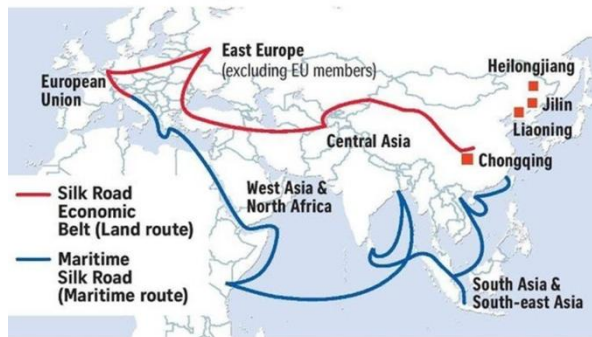 East Europe
(excluding EU members)
European
Union
Heilongjiang
Jilin
Liaoning
Central Asia
Chongqing
West Asia &
North Africa
Silk Road
Economic
Belt (Land route)
Maritime
Silk Road
(Maritime route)
South Asia &
South-east Asia